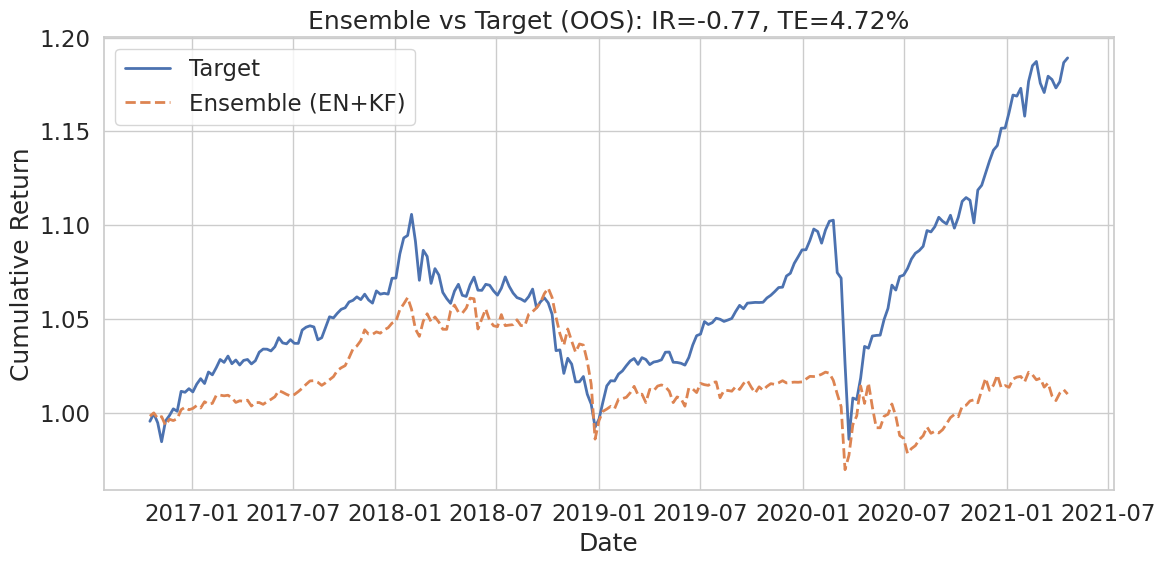 Ensemble vs Target (OOS): IR=-0.77, TE=4.72%
Target
Ensemble (EN+KF)
Cumulative Return
1.20
1.15
1.10
1.05
1.00
2017-01 2017-07 2018-01 2018-07 2019-01 2019-07 2020-01 2020-07 2021-01 2021-07
Date